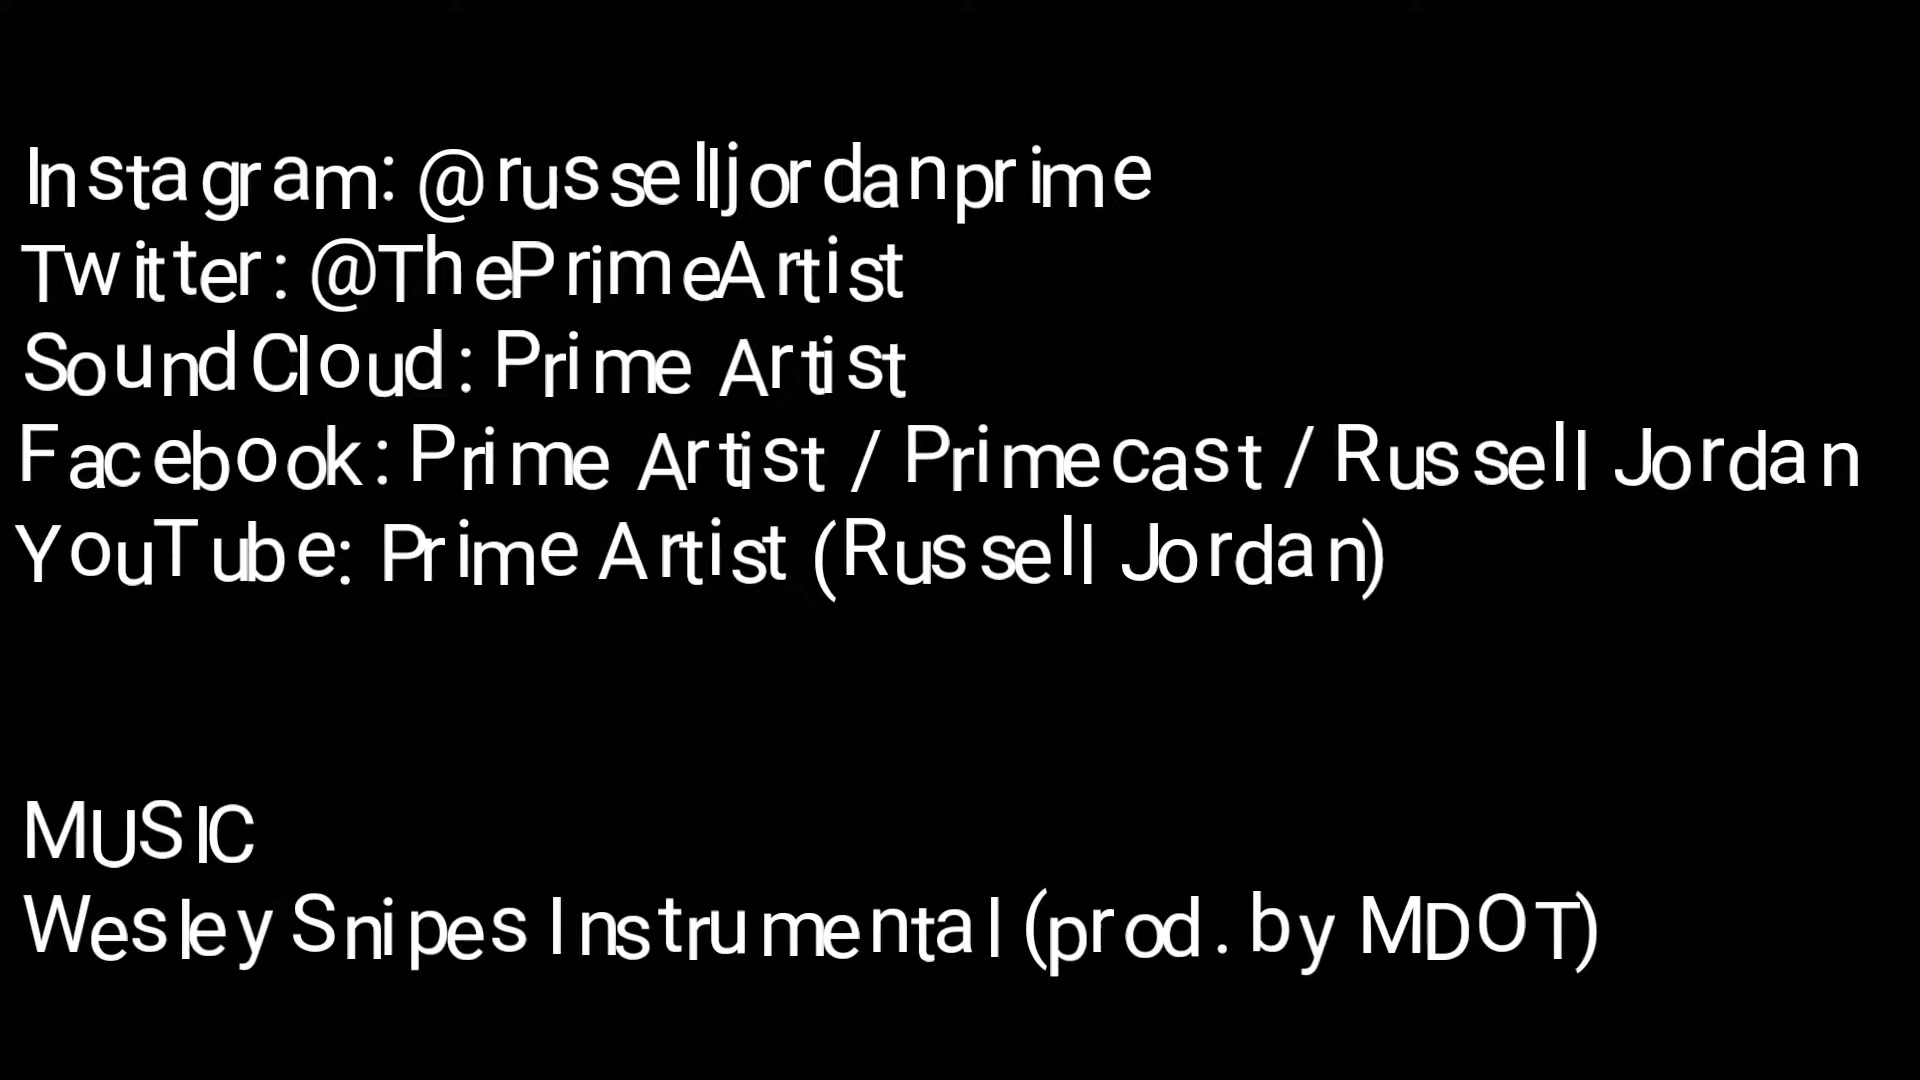 Instagram: @russelljordanprime
Twitter: @ThePrimeArtist
SoundCloud: Prime Artist
Facebook: Prime Artist / Primecast / Russell Jordan
YouTube: Prime Artist (Russell Jordan)
MUSIC
Wesley Snipes Instrumental (prod. by MDOT)